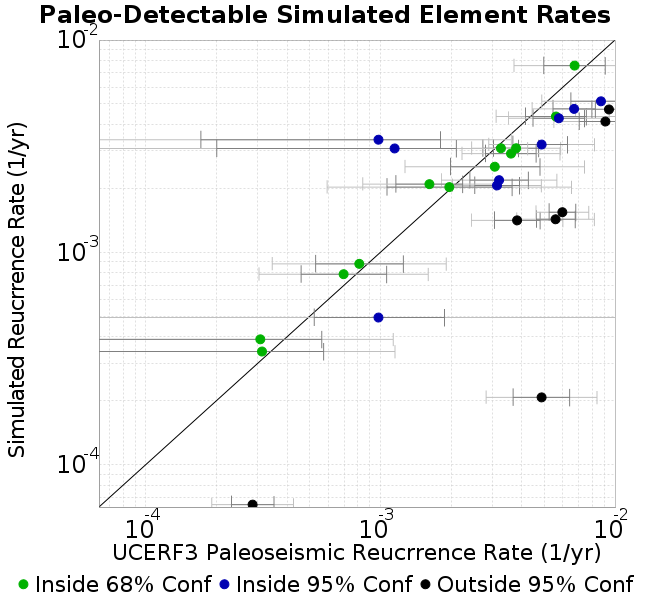 Paleo-Detectable Simulated Element Rates
10-2
10-3
10-4
Simulated Reucrrence Rate (1/yr)
10-4 10-3 10-2
UCERF3 Paleoseismic Reucrrence Rate (1/yr)
Inside 68% Conf Inside 95% Conf Outside 95% Conf